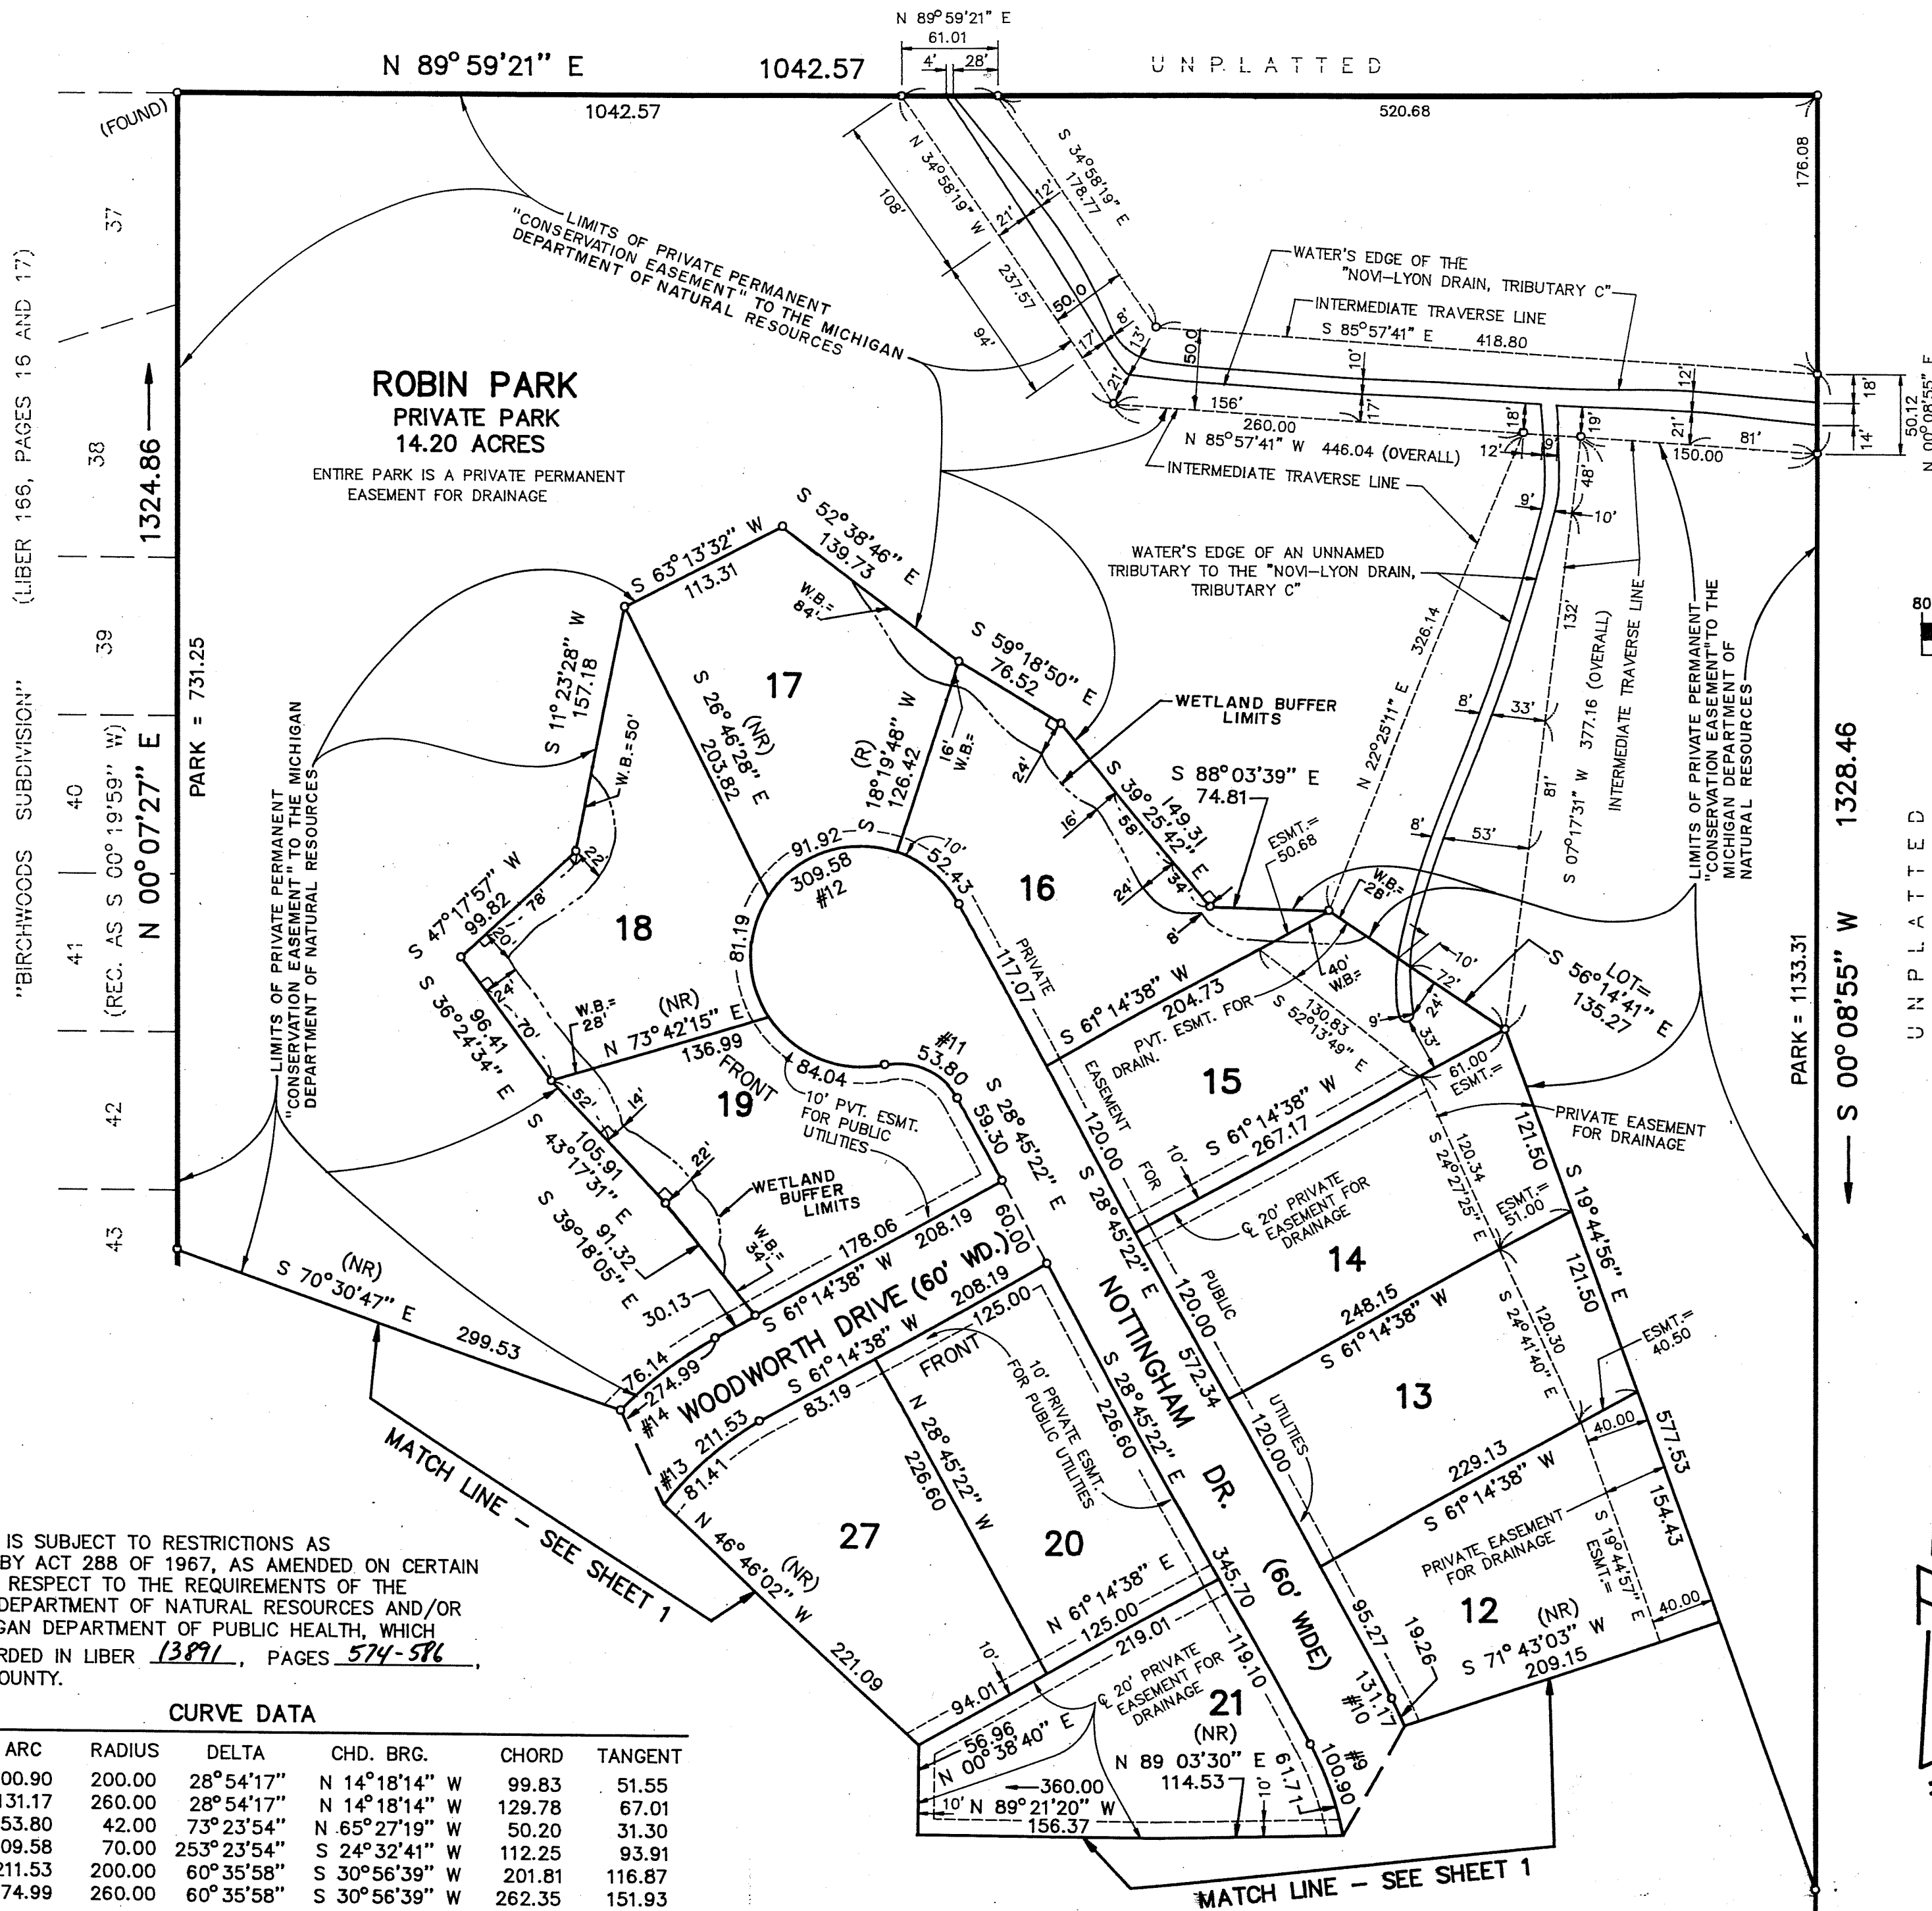 N 89°59'21" E
61.01
4' 28'
N 89°59'21" E 1042.57
UNPLATTED
(FOUND)
1042.57
520.68
176.08
N 34°58'19" W
237.57
S 34°58'19" E
178.77
108'
21'
12'
94'
50.0
17'
8'
13'
21'
LIMITS OF PRIVATE PERMANENT
"CONSERVATION EASEMENT" TO THE MICHIGAN
DEPARTMENT OF NATURAL RESOURCES
WATER'S EDGE OF THE
"NOVI-LYON DRAIN, TRIBUTARY C"
INTERMEDIATE TRAVERSE LINE
S 85°57'41" E 418.80
50.0
10'
17'
12'
21'
18'
14'
50.12
N 00°08'55" E
156'
260.00
N 85°57'41" W 446.04 (OVERALL)
INTERMEDIATE TRAVERSE LINE
18'
19'
12'
9'
81'
150.00
48'
9'
10'
"BIRCHWOODS SUBDIVISION" (LIBER 166, PAGES 16 AND 17)
37
38
39
40
41
42
43
(REC. AS S 00°19'59" W)
N 00°07'27" E
1324.86
PARK = 731.25
ROBIN PARK
PRIVATE PARK
14.20 ACRES
ENTIRE PARK IS A PRIVATE PERMANENT
EASEMENT FOR DRAINAGE
S 63°13'32" W
113.31
S 52°38'46" E
139.73
W.B.=
84'
WATER'S EDGE OF AN UNNAMED
TRIBUTARY TO THE "NOVI-LYON DRAIN,
TRIBUTARY C"
80
326.14
N 22°25'11" E
132'
S 07°17'31" W 377.16 (OVERALL)
INTERMEDIATE TRAVERSE LINE
8'
33'
81'
8'
53'
LIMITS OF PRIVATE PERMANENT
"CONSERVATION EASEMENT" TO THE
MICHIGAN DEPARTMENT OF
NATURAL RESOURCES
S 00°08'55" W 1328.46
PARK = 1133.31
UNPLATTED
S 11°23'28" W
157.18
W.B.=50'
17
S 26°46'28" E
(NR)
203.82
S 59°18'50" E
76.52
S 18°19'48" W
(R)
126.42
16'
W.B.=
WETLAND BUFFER
LIMITS
24'
S 39°25'42" E
149.31
16'
58'
24'
34'
8'
S 88°03'39" E
74.81
ESMT.=
50.68
W.B.=
28'
LIMITS OF PRIVATE PERMANENT
"CONSERVATION EASEMENT" TO THE MICHIGAN
DEPARTMENT OF NATURAL RESOURCES
22'
S 47°17'57" W
99.82
78'
20'
18
91.92
309.58
#12
10'
52.43
81.19
16
PRIVATE
117.07
S 61°14'38" W
204.73
40'
W.B.=
10'
72'
LOT=
S 56°14'41" E
135.27
24'
9'
33'
S 36°24'34" E
96.41
24'
70'
W.B.=
28'
(NR)
N 73°42'15" E
136.99
FRONT
84.04
#11
53.80
PVT. ESMT. FOR
DRAIN.
130.83
S 52°13'49" E
15
61.00
ESMT.=
EASEMENT
120.00
19
10' PVT. ESMT.
FOR PUBLIC
UTILITIES
S 28°45'22" E
59.30
52'
14'
105.91
S 43°17'31" E
22'
WETLAND
BUFFER
LIMITS
S 61°14'38" W
267.17
10'
FOR
PRIVATE EASEMENT
FOR DRAINAGE
121.50
S 19°44'56" E
S 39°18'05" E
91.32
W.B.=
34'
178.06
208.19
S 61°14'38" W
60.00
S 28°45'22" E
℄ 20' PRIVATE
EASEMENT FOR
DRAINAGE
120.34
S 24°27'25" E
ESMT.=
51.00
14
(NR)
S 70°30'47" E
299.53
30.13
76.14
274.99
#14
WOODWORTH DRIVE (60' WD.)
208.19
S 61°14'38" W
125.00
FRONT
83.19
211.53
#13
81.41
NOTTINGHAM DR. (60' WIDE)
PUBLIC
120.00
572.34
248.15
S 61°14'38" W
121.50
120.30
S 24°41'40" E
ESMT.=
40.50
MATCH LINE – SEE SHEET 1
10' PRIVATE ESMT.
FOR PUBLIC UTILITIES
S 28°45'22" E
226.60
N 28°45'22" W
226.60
UTILITIES
120.00
13
229.13
S 61°14'38" W
40.00
577.53
154.43
IS SUBJECT TO RESTRICTIONS AS
BY ACT 288 OF 1967, AS AMENDED ON CERTAIN
RESPECT TO THE REQUIREMENTS OF THE
DEPARTMENT OF NATURAL RESOURCES AND/OR
GAN DEPARTMENT OF PUBLIC HEALTH, WHICH
RDED IN LIBER 13891, PAGES 574-586,
OUNTY.
27
(NR)
N 46°46'02" W
221.09
20
N 61°14'38" E
125.00
219.01
345.70
PRIVATE EASEMENT
FOR DRAINAGE
S 19°44'57" E
ESMT.=
12
95.27
19.26
131.17
#10
(NR)
S 71°43'03" W
209.15
40.00
10'
94.01
56.96
N 00°38'40" E
℄ 20' PRIVATE
EASEMENT FOR
DRAINAGE
119.10
21
(NR)
N 89 03'30" E
114.53
61.71
100.90
#9
360.00
10'
N 89°21'20" W
156.37
10'
MATCH LINE – SEE SHEET 1
CURVE DATA
ARC RADIUS DELTA CHD. BRG. CHORD TANGENT
00.90 200.00 28°54'17" N 14°18'14" W 99.83 51.55
131.17 260.00 28°54'17" N 14°18'14" W 129.78 67.01
53.80 42.00 73°23'54" N 65°27'19" W 50.20 31.30
09.58 70.00 253°23'54" S 24°32'41" W 112.25 93.91
211.53 200.00 60°35'58" S 30°56'39" W 201.81 116.87
74.99 260.00 60°35'58" S 30°56'39" W 262.35 151.93